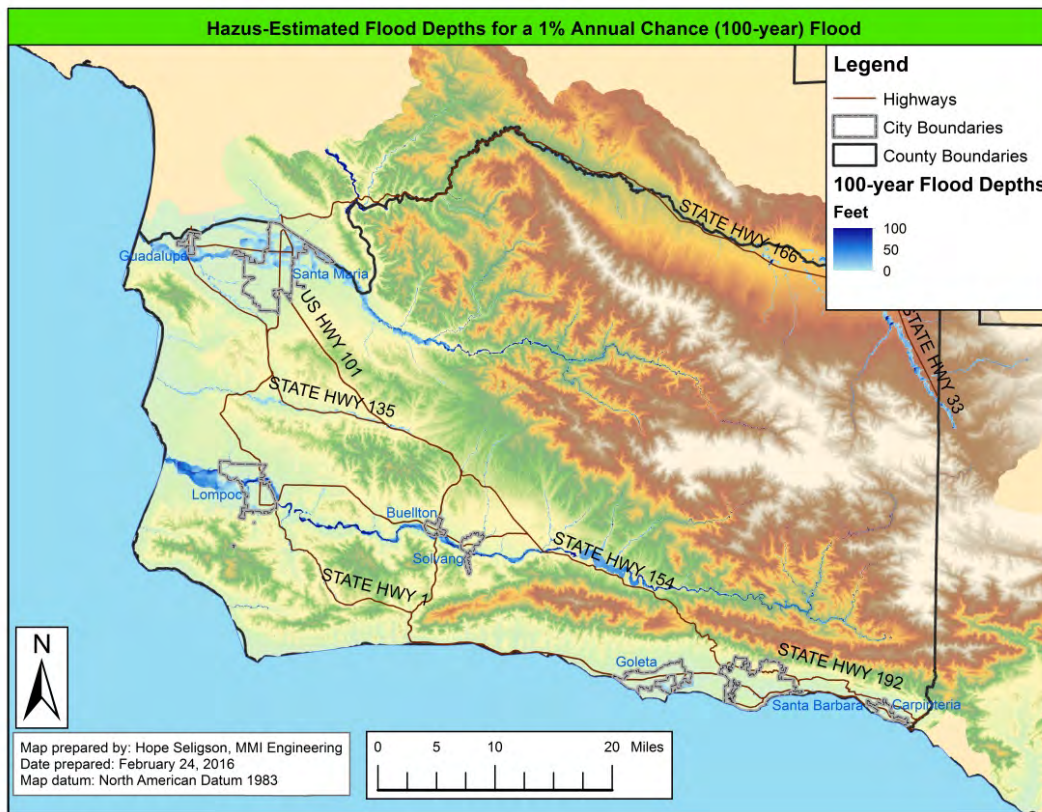 Hazus-Estimated Flood Depths for a 1% Annual Chance (100-year) Flood
Legend
Highways
City Boundaries
County Boundaries
100-year Flood Depths
Feet
100
50
0
STATE HWY 166
Guadalupe
Santa Maria
US HWY 101
STATE HWY 33
STATE HWY 135
Lompoc
Buellton
Solvang
STATE HWY 154
STATE HWY 1
STATE HWY 192
Goleta
Santa Barbara
Carpinteria
N
Map prepared by: Hope Seligson, MMI Engineering
Date prepared: February 24, 2016
Map datum: North American Datum 1983
0 5 10 20 Miles